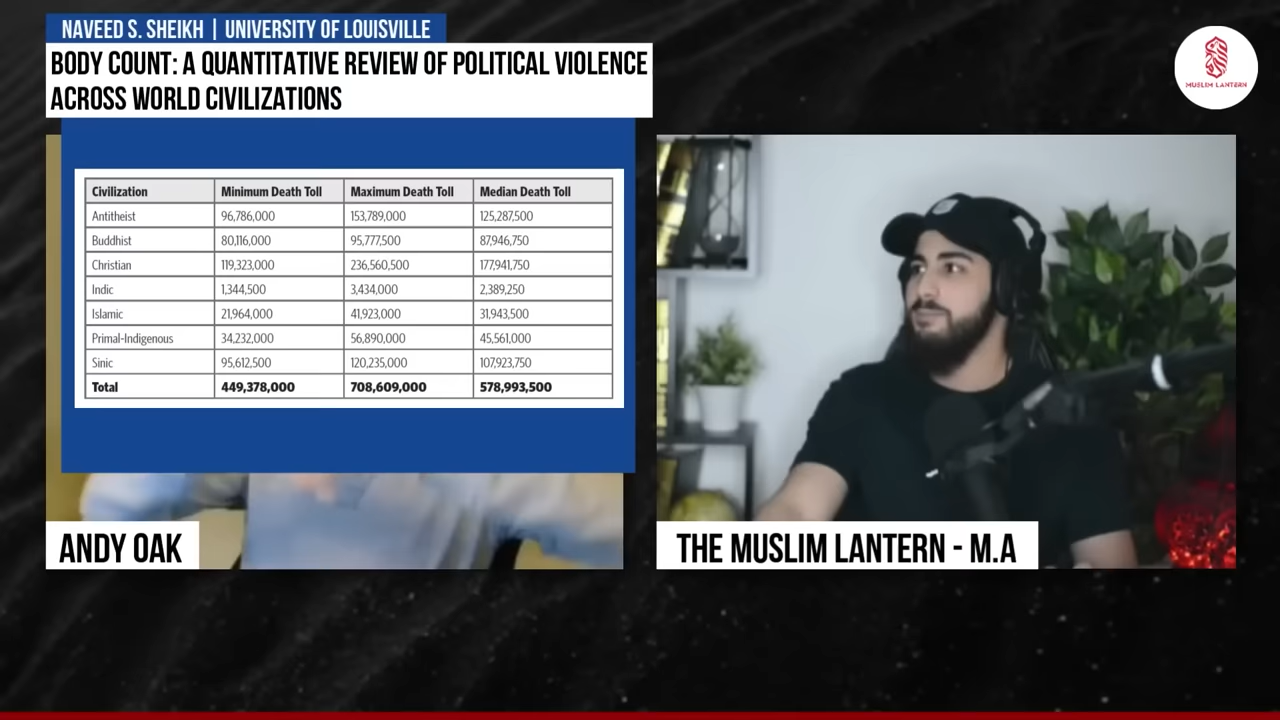 NAVEED S. SHEIKH | UNIVERSITY OF LOUISVILLE
BODY COUNT: A QUANTITATIVE REVIEW OF POLITICAL VIOLENCE
ACROSS WORLD CIVILIZATIONS
MUSLIM LANTERN
Civilization Minimum Death Toll Maximum Death Toll Median Death Toll
Antitheist 96,786,000 153,789,000 125,287,500
Buddhist 80,116,000 95,777,500 87,946,750
Christian 119,323,000 236,560,500 177,941,750
Indic 1,344,500 3,434,000 2,389,250
Islamic 21,964,000 41,923,000 31,943,500
Primal-Indigenous 34,232,000 56,890,000 45,561,000
Sinic 95,612,500 120,235,000 107,923,750
Total 449,378,000 708,609,000 578,993,500
ANDY OAK
THE MUSLIM LANTERN - M.A